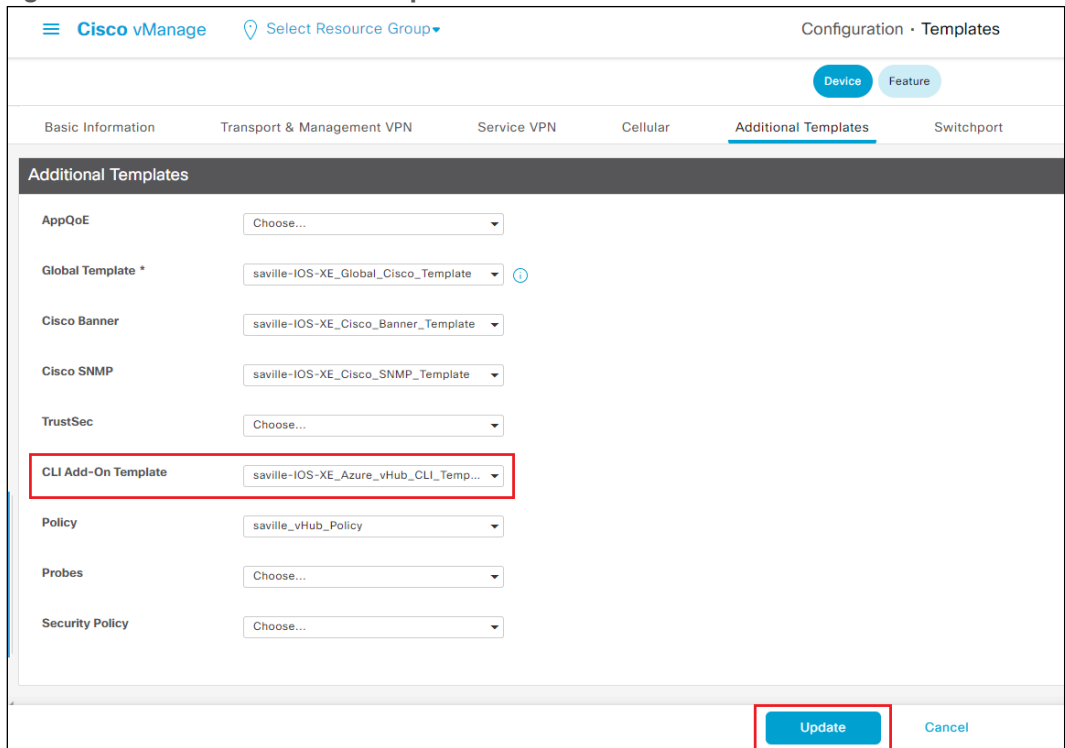 Cisco vManage Select Resource Group Configuration · Templates
Device Feature
Basic Information Transport & Management VPN Service VPN Cellular Additional Templates Switchport
Additional Templates
AppQoE Choose...
Global Template * saville-IOS-XE_Global_Cisco_Template
Cisco Banner saville-IOS-XE_Cisco_Banner_Template
Cisco SNMP saville-IOS-XE_Cisco_SNMP_Template
TrustSec Choose...
CLI Add-On Template saville-IOS-XE_Azure_vHub_CLI_Temp...
Policy saville_vHub_Policy
Probes Choose...
Security Policy Choose...
Update Cancel